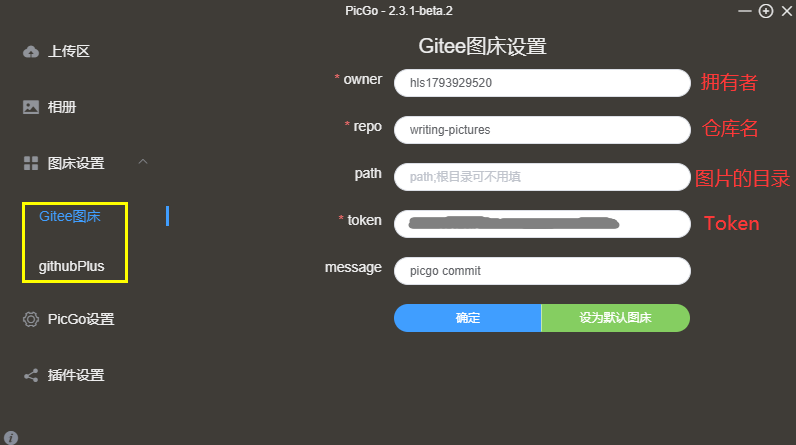 PicGo - 2.3.1-beta.2
上传区
相册
图床设置
Gitee图床
githubPlus
PicGo设置
插件设置
Gitee图床设置
* owner hls1793929520 拥有者
* repo writing-pictures 仓库名
path path;根目录可不用填 图片的目录
* token Token
message picgo commit
确定 设为默认图床